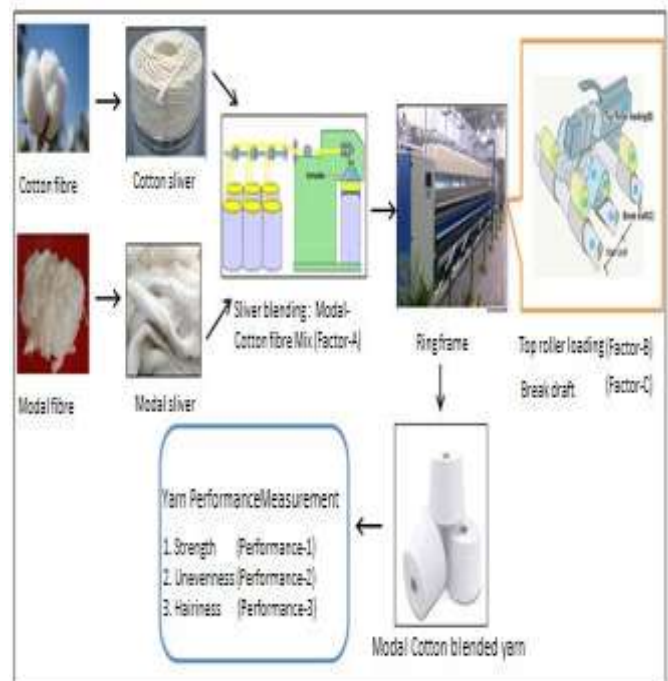 Cotton fibre
Cotton sliver
Modal fibre
Modal sliver
Sliver blending : Modal-
Cotton fibre Mix (Factor-A)
Ring frame
Top roller loading (Factor-B)
Break draft (Factor-C)
Yarn PerformanceMeasurement
1. Strength (Performance-1)
2. Unevenness (Performance-2)
3. Hairiness (Performance-3)
Modal Cotton blended yarn